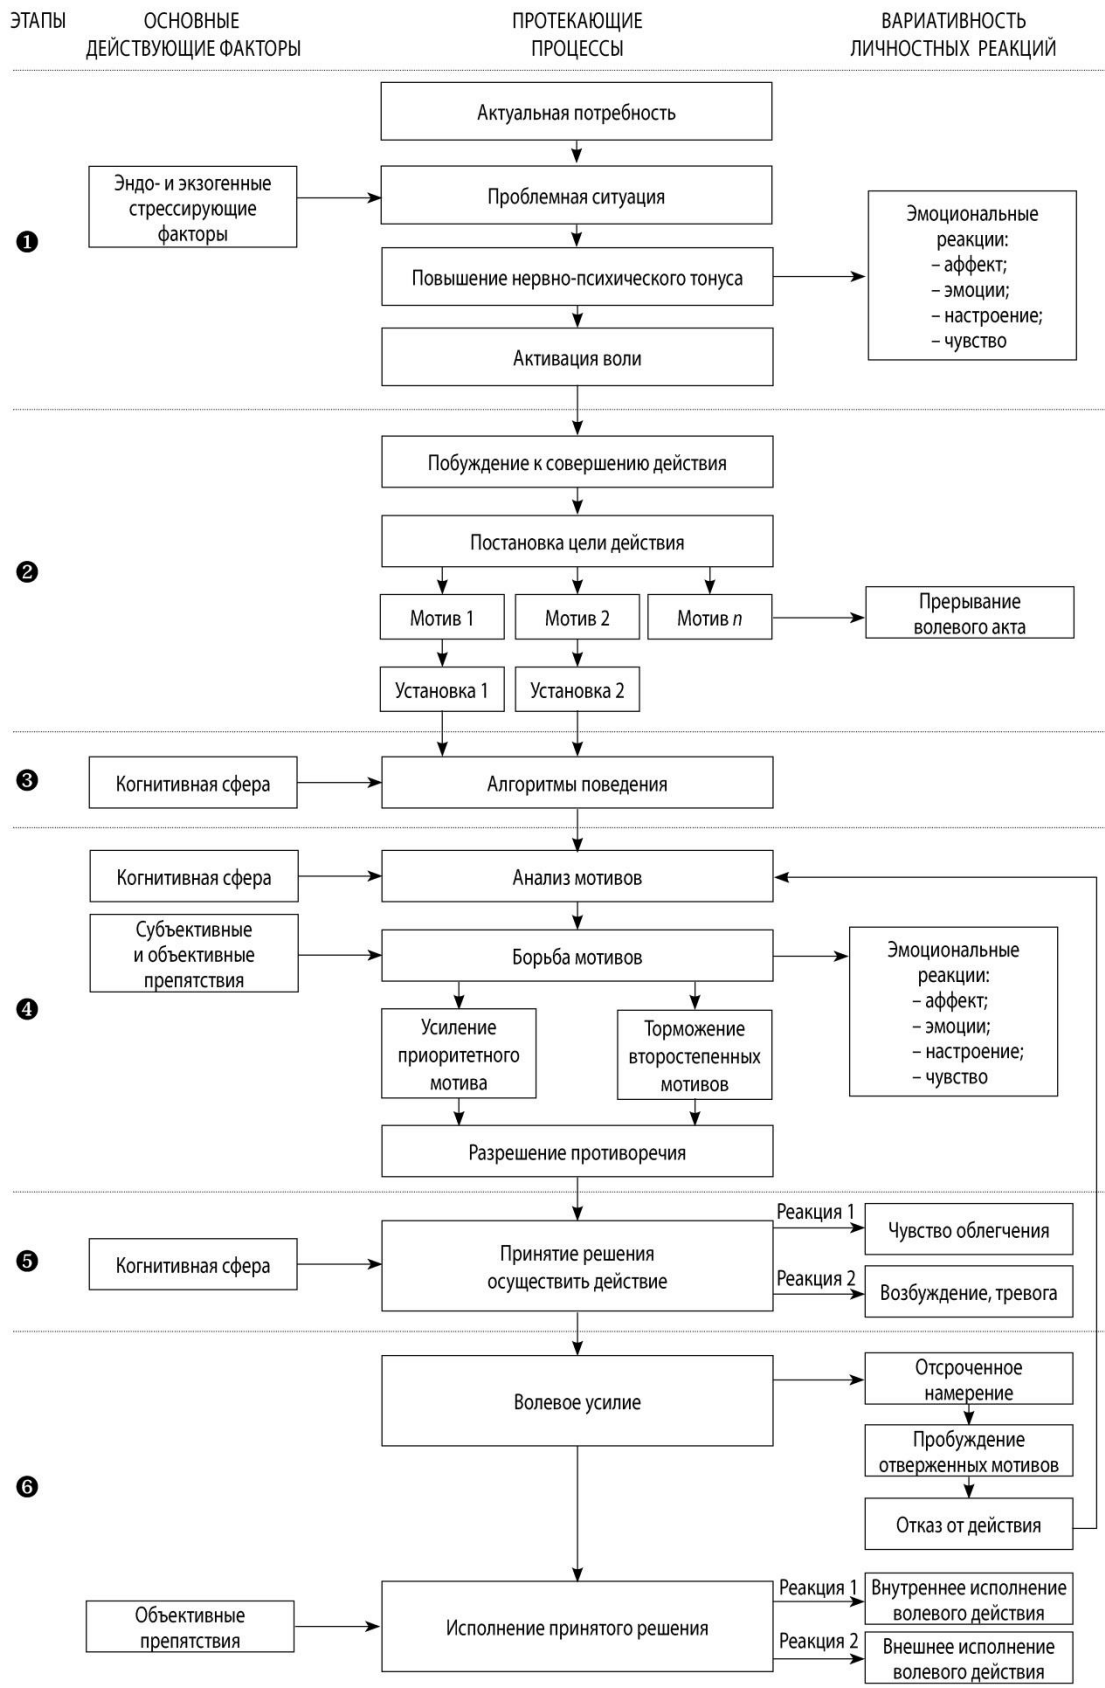 ЭТАПЫ
ОСНОВНЫЕ
ДЕЙСТВУЮЩИЕ ФАКТОРЫ
ПРОТЕКАЮЩИЕ
ПРОЦЕССЫ
ВАРИАТИВНОСТЬ
ЛИЧНОСТНЫХ РЕАКЦИЙ
❶
Актуальная потребность
Эндо- и экзогенные
стрессирующие
факторы
Проблемная ситуация
Повышение нервно-психического тонуса
Эмоциональные
реакции:
– аффект;
– эмоции;
– настроение;
– чувство
Активация воли
❷
Побуждение к совершению действия
Постановка цели действия
Мотив 1
Мотив 2
Мотив n
Прерывание
волевого акта
Установка 1
Установка 2
❸
Когнитивная сфера
Алгоритмы поведения
❹
Когнитивная сфера
Анализ мотивов
Субъективные
и объективные
препятствия
Борьба мотивов
Эмоциональные
реакции:
– аффект;
– эмоции;
– настроение;
– чувство
Усиление
приоритетного
мотива
Торможение
второстепенных
мотивов
Разрешение противоречия
❺
Когнитивная сфера
Принятие решения
осуществить действие
Реакция 1
Чувство облегчения
Реакция 2
Возбуждение, тревога
❻
Волевое усилие
Отсроченное
намерение
Пробуждение
отверженных мотивов
Отказ от действия
Объективные
препятствия
Исполнение принятого решения
Реакция 1
Внутреннее исполнение
волевого действия
Реакция 2
Внешнее исполнение
волевого действия